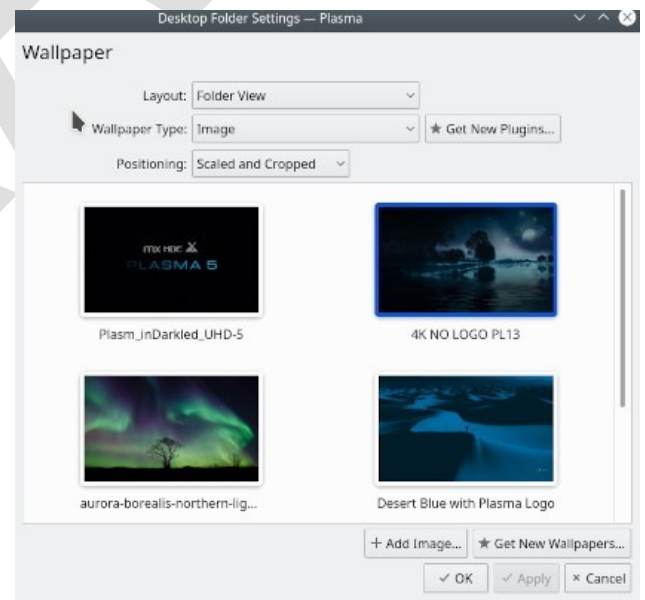 Desktop Folder Settings — Plasma
Wallpaper
Layout: Folder View
Wallpaper Type: Image ★ Get New Plugins...
Positioning: Scaled and Cropped
PLASMA 5
Plasm_inDarkled_UHD-5 4K NO LOGO PL13
aurora-borealis-northern-lig... Desert Blue with Plasma Logo
+ Add Image... ★ Get New Wallpapers...
✓ OK ✓ Apply × Cancel